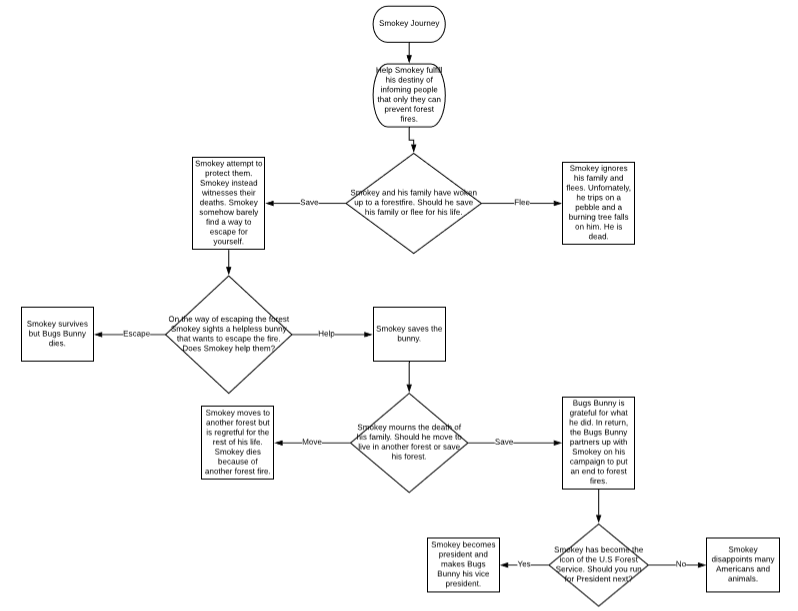 Smokey Journey
Help Smokey fulfill
his destiny of
infoming people
that only they can
prevent forest
fires.
Smokey and his family have woken
up to a forestfire. Should he save
his family or flee for his life.
Save
Flee
Smokey attempt to
protect them.
Smokey instead
witnesses their
deaths. Smokey
somehow barely
find a way to
escape for
yourself.
Smokey ignores
his family and
flees. Unfornately,
he trips on a
pebble and a
burning tree falls
on him. He is
dead.
On the way of escaping the forest
Smokey sights a helpless bunny
that wants to escape the fire.
Does Smokey help them?
Escape
Help
Smokey survives
but Bugs Bunny
dies.
Smokey saves the
bunny.
Smokey mourns the death of
his family. Should he move to
live in another forest or save
his forest.
Move
Save
Smokey moves to
another forest but
is regretful for the
rest of his life.
Smokey dies
because of
another forest fire.
Bugs Bunny is
grateful for what
he did. In return,
the Bugs Bunny
partners up with
Smokey on his
campaign to put
an end to forest
fires.
Smokey has become the
icon of the U.S Forest
Service. Should you run
for President next?
Yes
No
Smokey becomes
president and
makes Bugs
Bunny his vice
president.
Smokey
disappoints many
Americans and
animals.